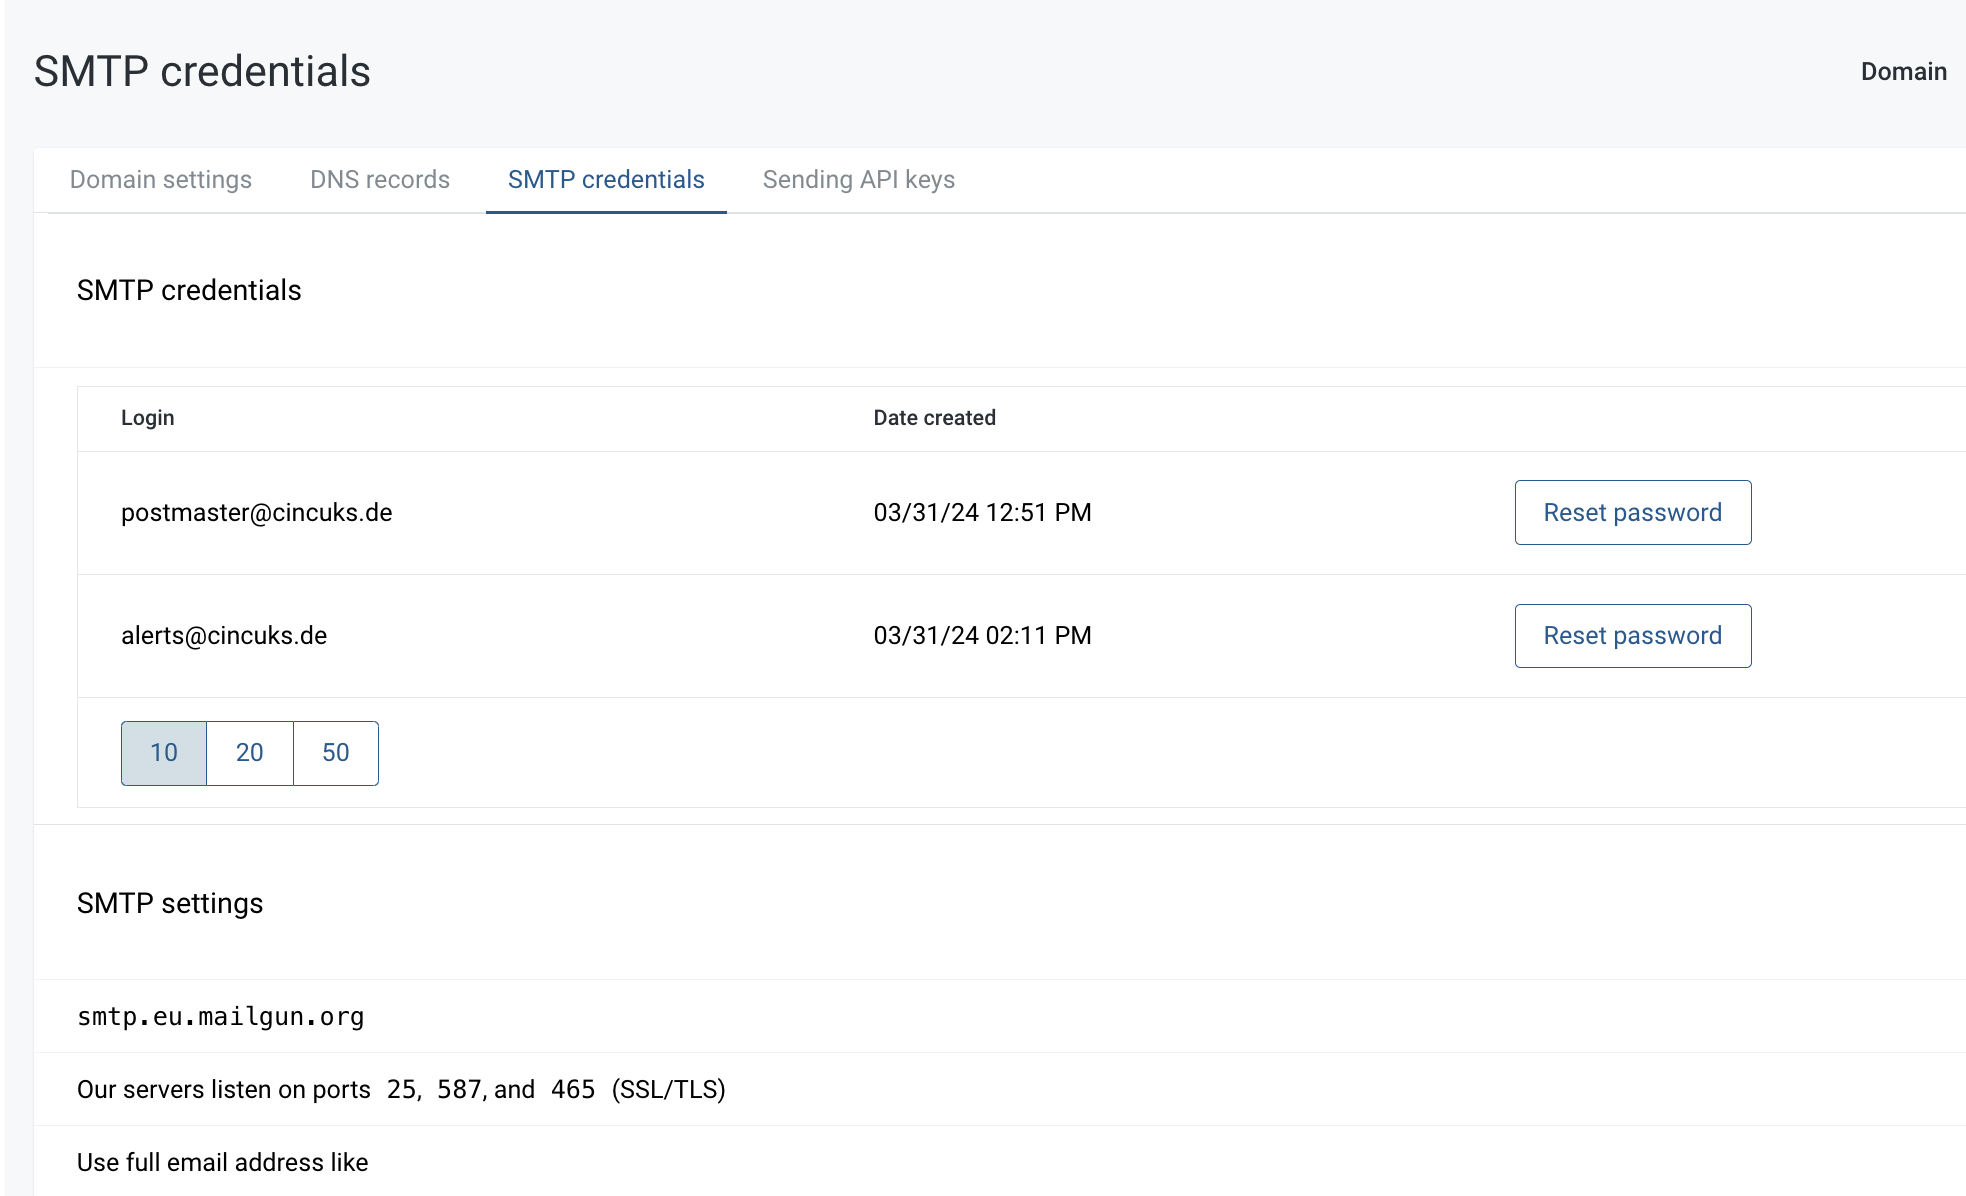 SMTP credentials
Domain
Domain settings
DNS records
SMTP credentials
Sending API keys
SMTP credentials
Login
Date created
postmaster@cincuks.de
03/31/24 12:51 PM
Reset password
alerts@cincuks.de
03/31/24 02:11 PM
Reset password
10
20
50
SMTP settings
smtp.eu.mailgun.org
Our servers listen on ports 25, 587, and 465 (SSL/TLS)
Use full email address like